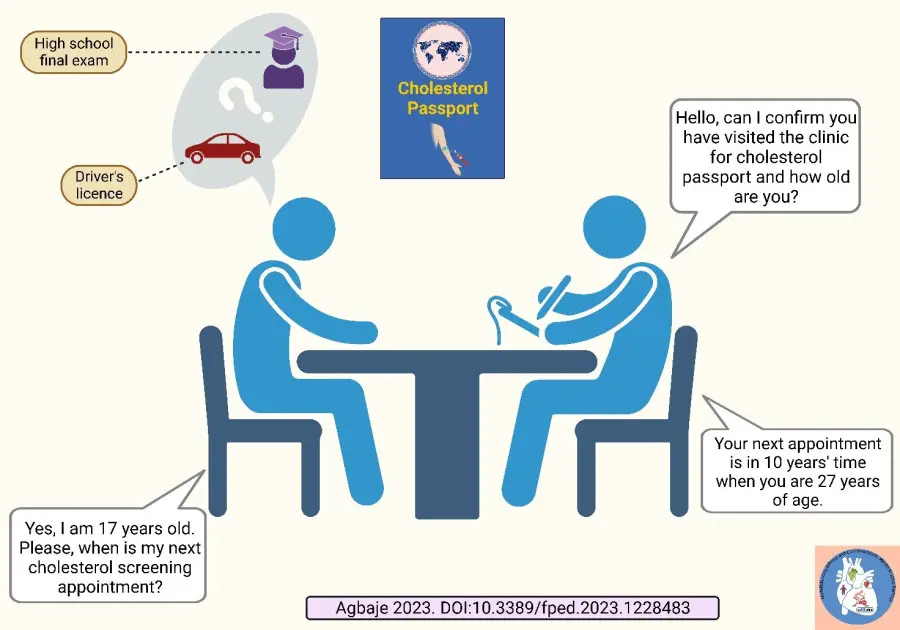 High school
final exam
Driver's
licence
Cholesterol
Passport
Hello, can I confirm you
have visited the clinic
for cholesterol
passport and how old
are you?
Yes, I am 17 years old.
Please, when is my next
cholesterol screening
appointment?
Your next appointment
is in 10 years' time
when you are 27 years
of age.
Agbaje 2023. DOI:10.3389/fped.2023.1228483